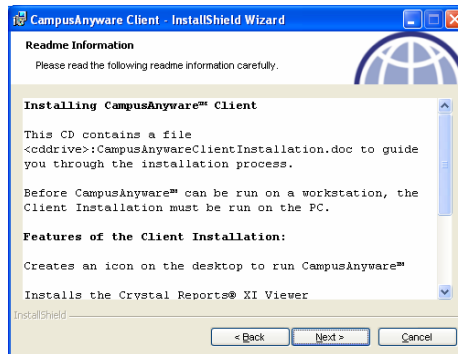 CampusAnyware Client - InstallShield Wizard
Readme Information
Please read the following readme information carefully.
Installing CampusAnyware™ Client
This CD contains a file
<cddrive>:CampusAnywareClientInstallation.doc to guide
you through the installation process.
Before CampusAnyware™ can be run on a workstation, the
Client Installation must be run on the PC.
Features of the Client Installation:
Creates an icon on the desktop to run CampusAnyware™
Installs the Crystal Reports® XI Viewer
InstallShield
< Back
Next >
Cancel